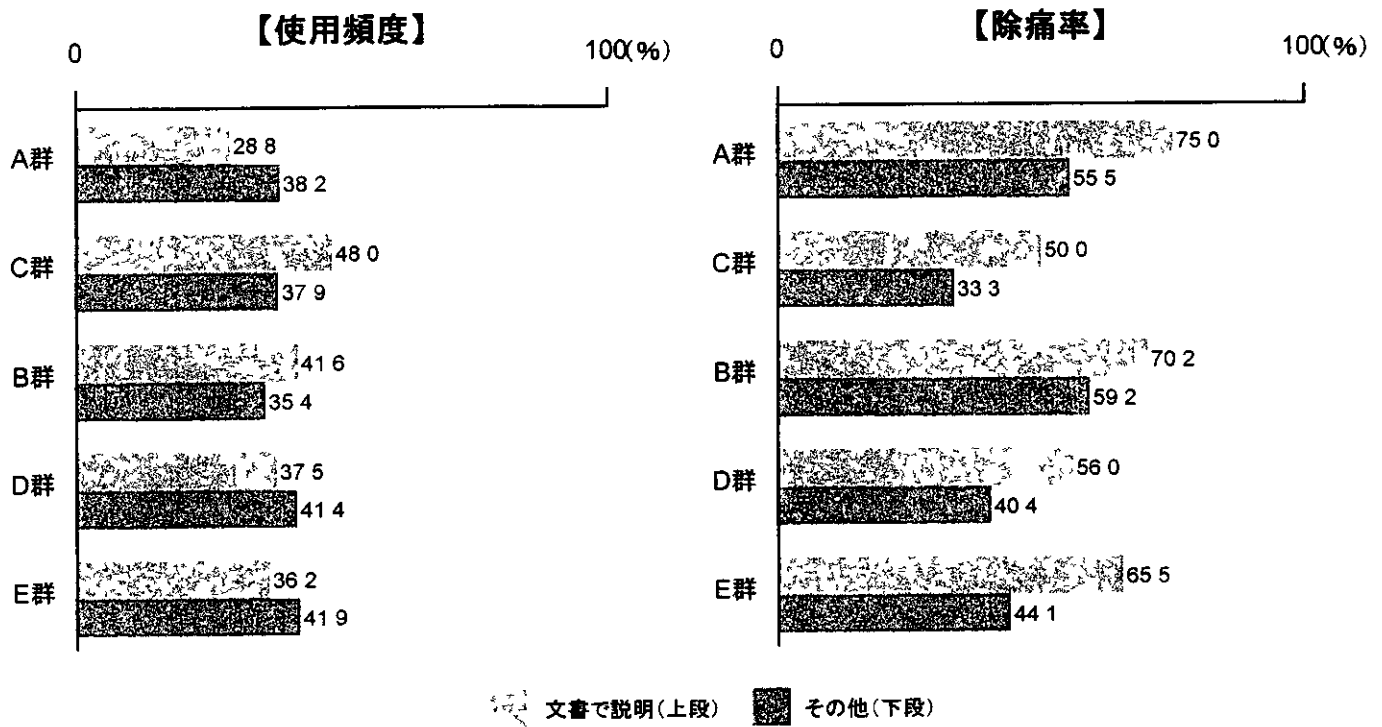 【使用頻度】
0
100(%)
A群
28 8
38 2
C群
48 0
37 9
B群
41 6
35 4
D群
37 5
41 4
E群
36 2
41 9
【除痛率】
0
100(%)
A群
75 0
55 5
C群
50 0
33 3
B群
70 2
59 2
D群
56 0
40 4
E群
65 5
44 1
文書で説明(上段)
その他(下段)